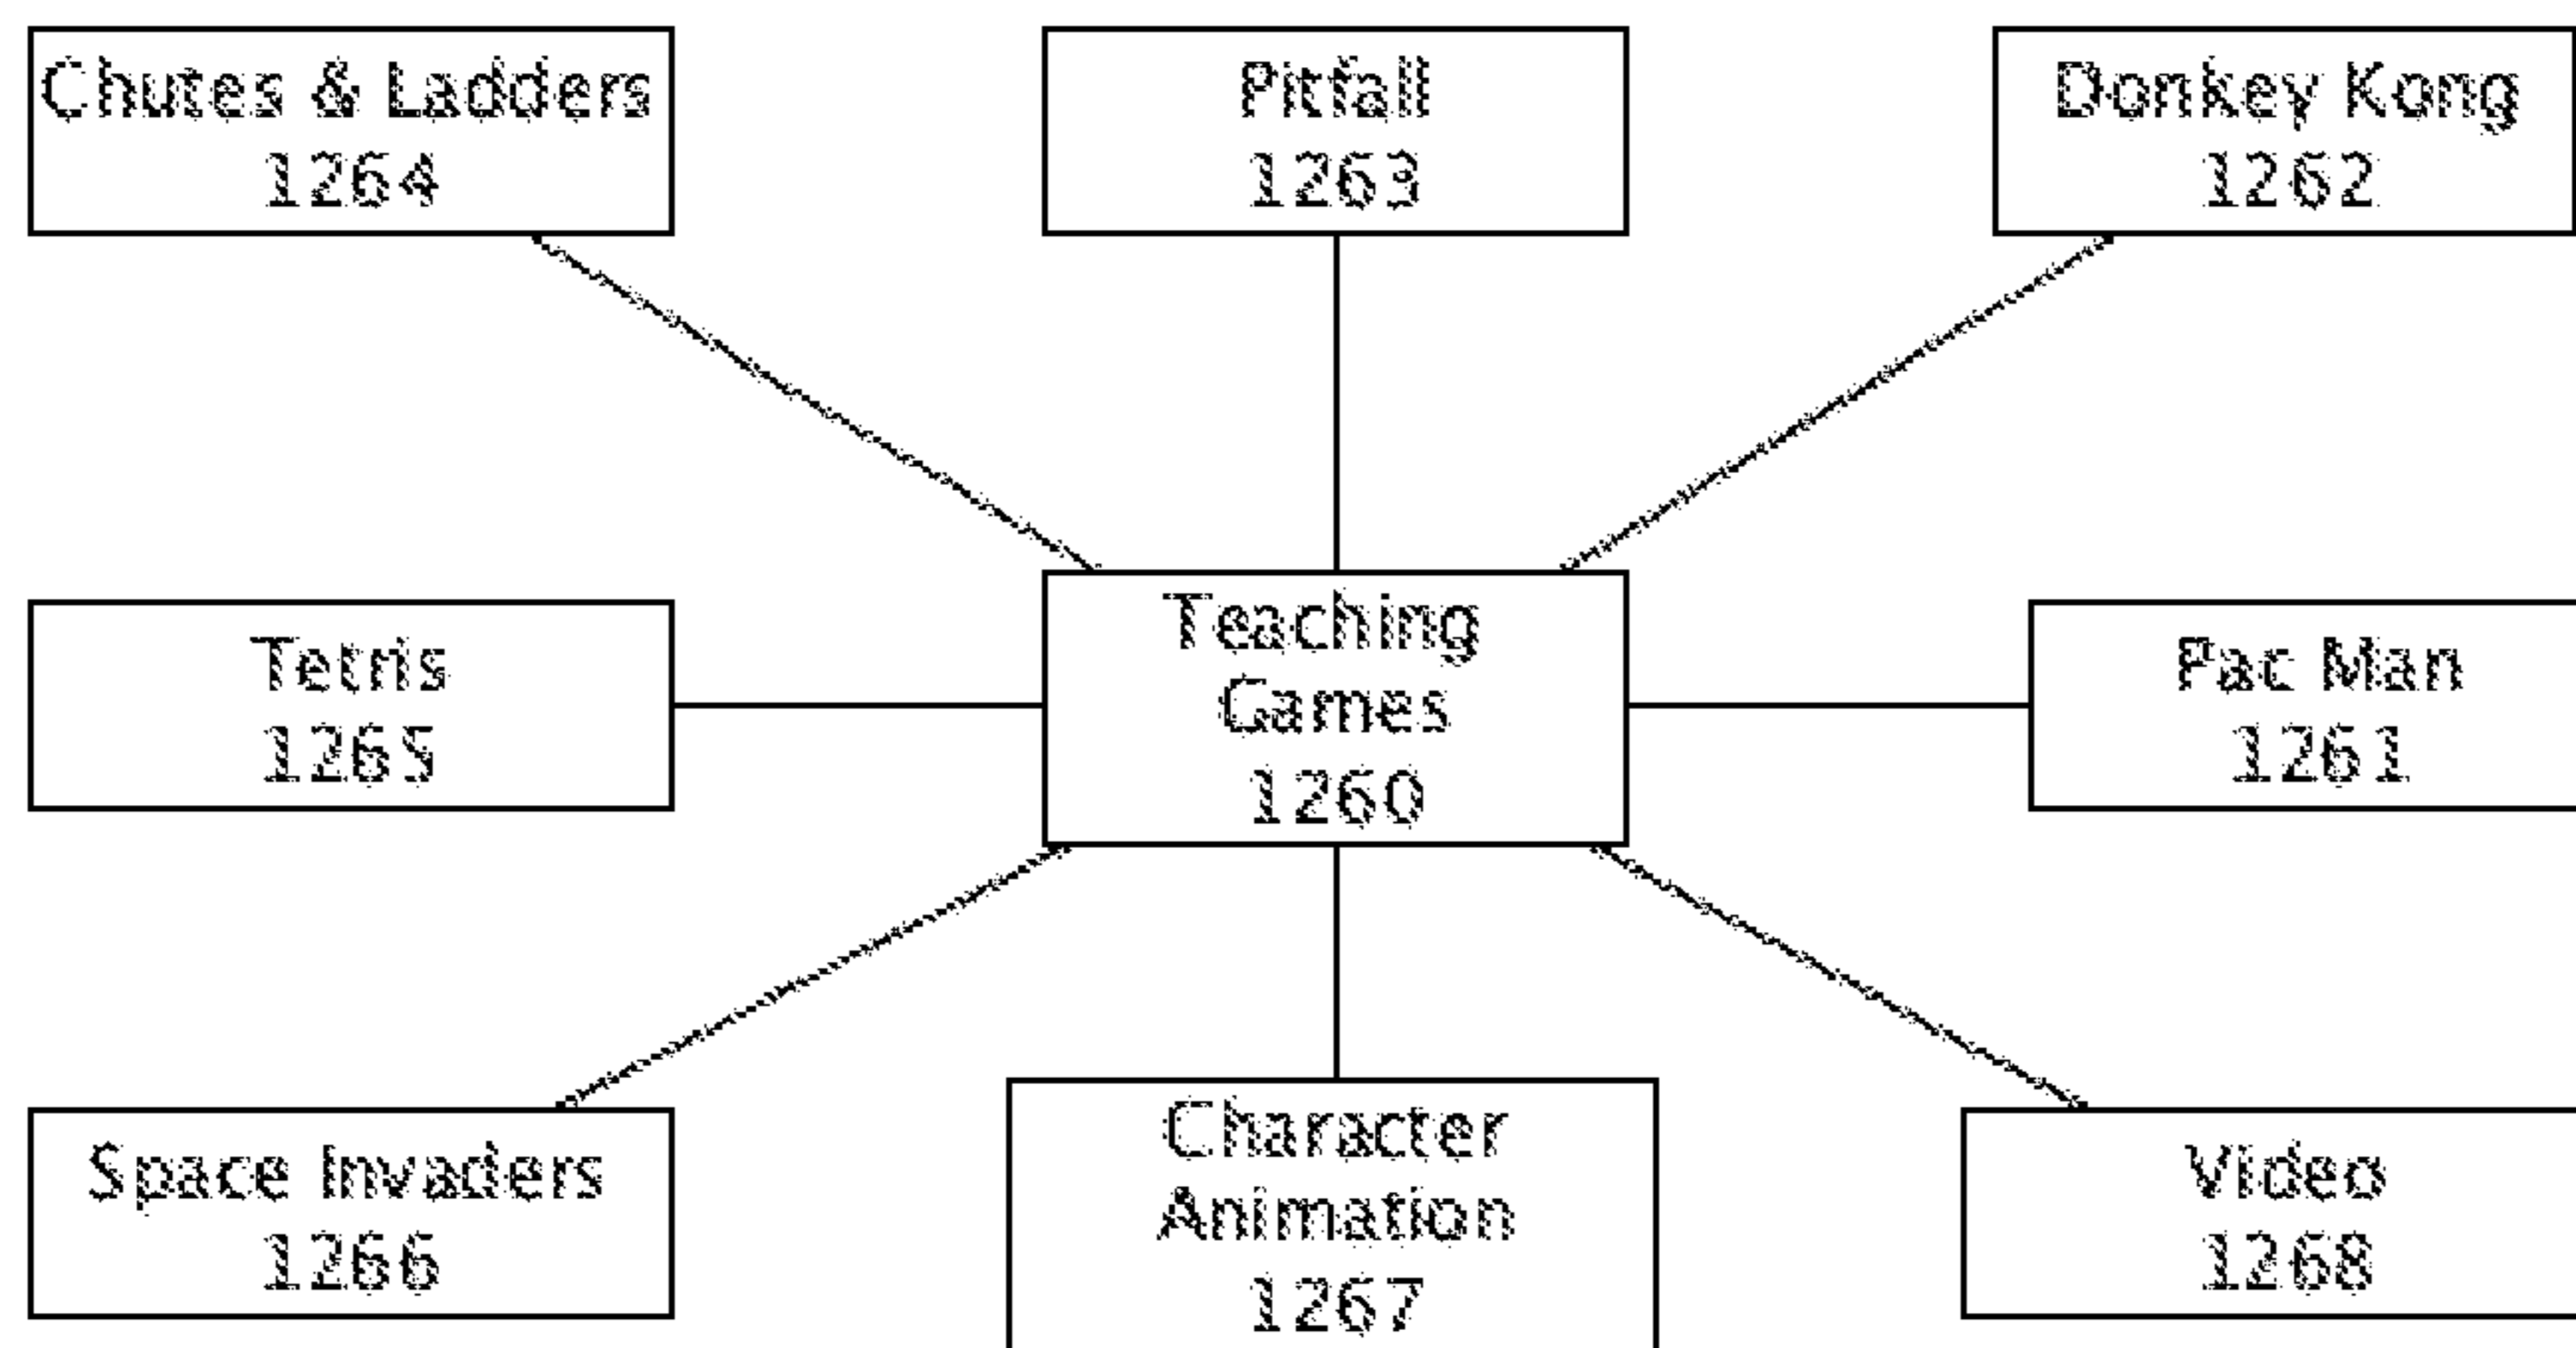 Chutes & Ladders
1264
Pitfall
1263
Donkey Kong
1262
Tetris
1265
Teaching
Games
1260
Pac Man
1261
Space Invaders
1266
Character
Animation
1267
Video
1268